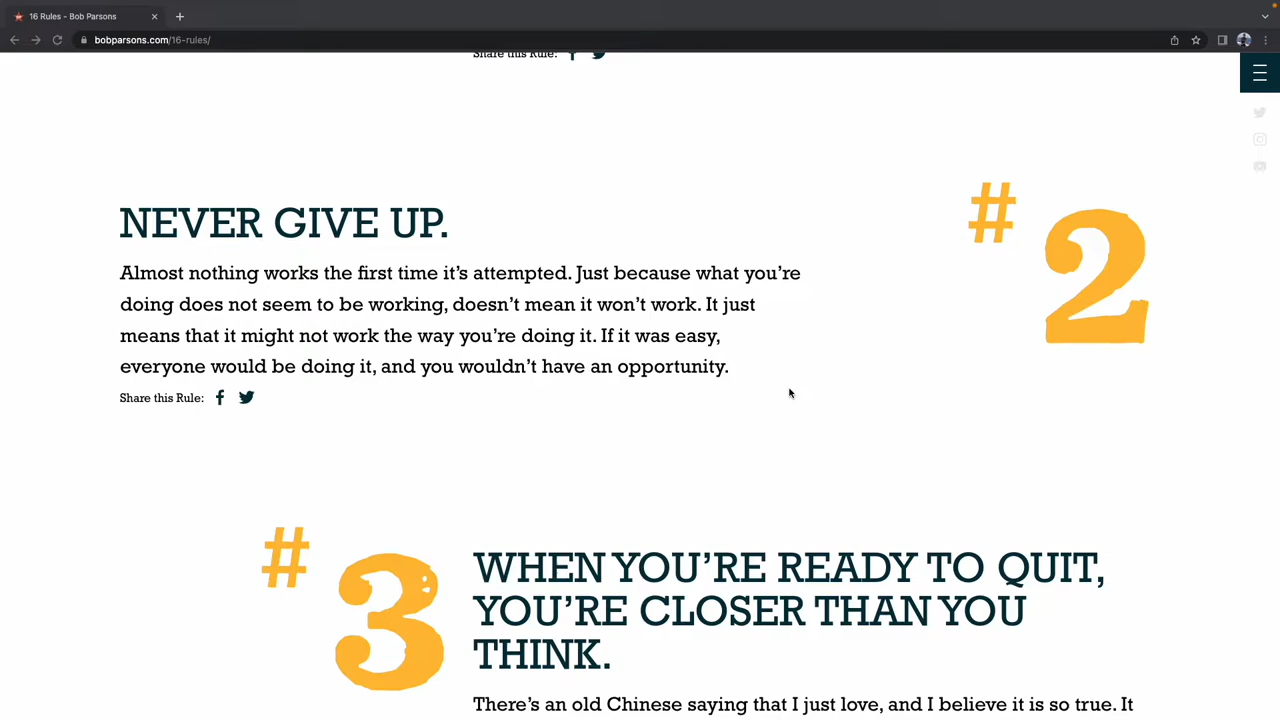 16 Rules - Bob Parsons
bobparsons.com/16-rules/
Share this Rule:
NEVER GIVE UP.
#2
Almost nothing works the first time it’s attempted. Just because what you’re
doing does not seem to be working, doesn’t mean it won’t work. It just
means that it might not work the way you’re doing it. If it was easy,
everyone would be doing it, and you wouldn’t have an opportunity.
Share this Rule:
#3
WHEN YOU’RE READY TO QUIT,
YOU’RE CLOSER THAN YOU
THINK.
There’s an old Chinese saying that I just love, and I believe it is so true. It